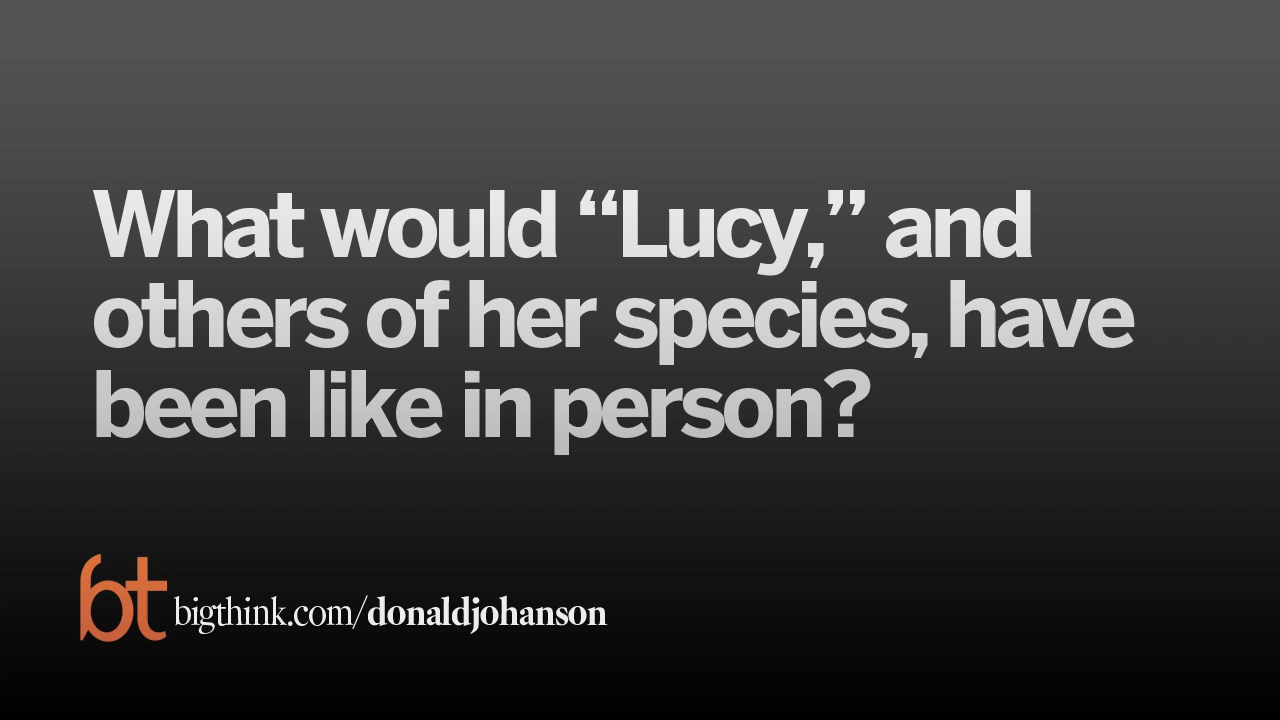 What would “Lucy,” and
others of her species, have
been like in person?
bt bigthink.com/donaldjohanson